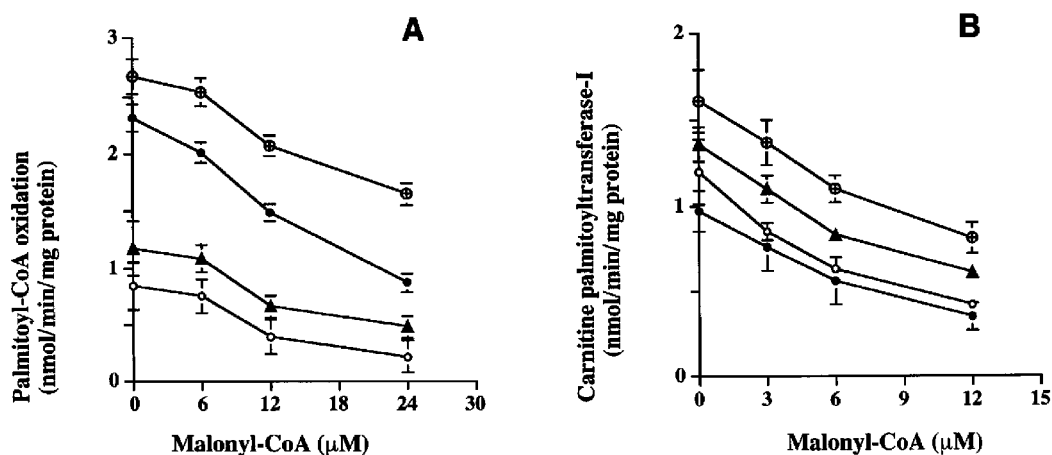 A
Palmitoyl-CoA oxidation
(nmol/min/mg protein)
3
2
1
0
0 6 12 18 24 30
Malonyl-CoA (μM)
B
Carnitine palmitoyltransferase-I
(nmol/min/mg protein)
2
1
0
0 3 6 9 12 15
Malonyl-CoA (μM)